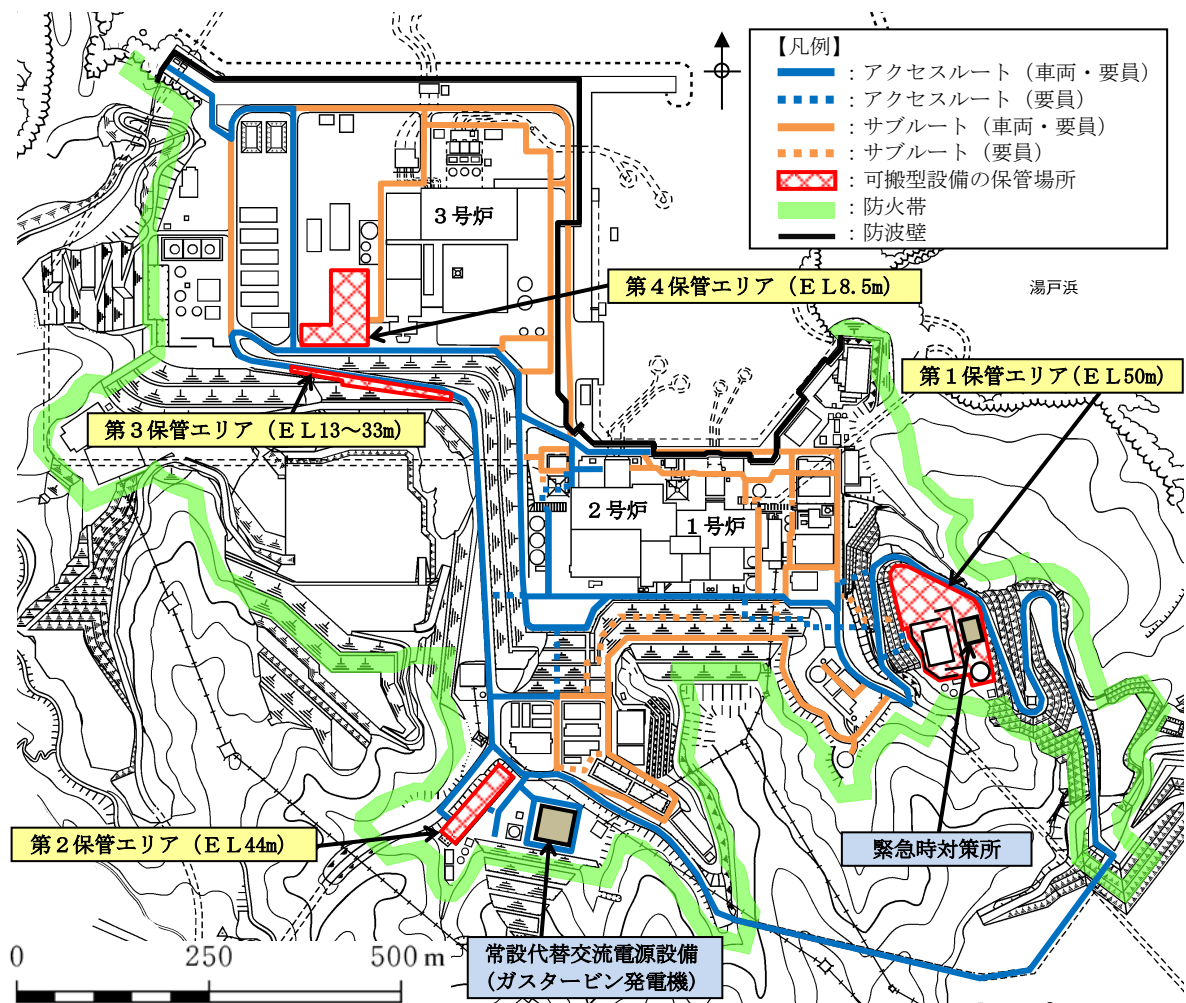 【凡例】
：アクセスルート（車両・要員）
：アクセスルート（要員）
：サブルート（車両・要員）
：サブルート（要員）
：可搬型設備の保管場所
：防火帯
：防波壁
３号炉
第４保管エリア（ＥＬ8.5m）
湯戸浜
第１保管エリア（ＥＬ50m）
第３保管エリア（ＥＬ13～33m）
２号炉
１号炉
第２保管エリア（ＥＬ44m）
緊急時対策所
常設代替交流電源設備
（ガスタービン発電機）
0 250 500 m